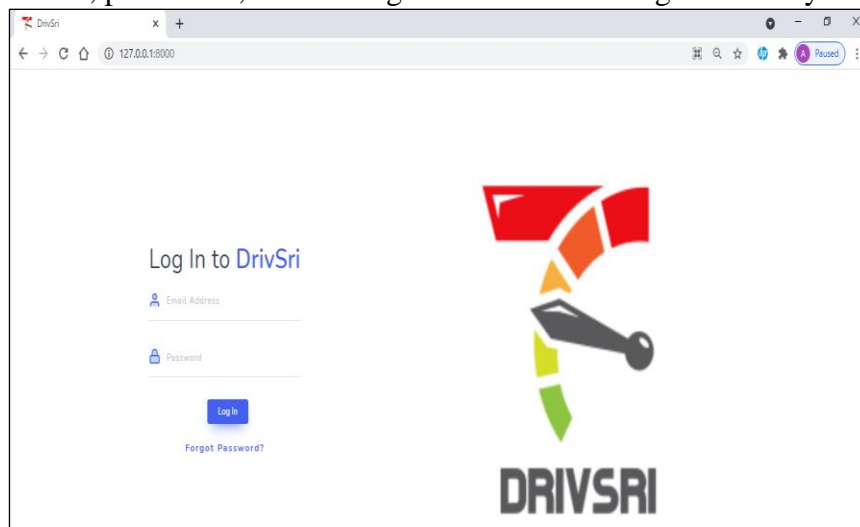 DrivSri
127.0.0.1:8000
A Paused
Log In to DrivSri
Email Address
Password
Log In
Forgot Password?
DRIVSRI